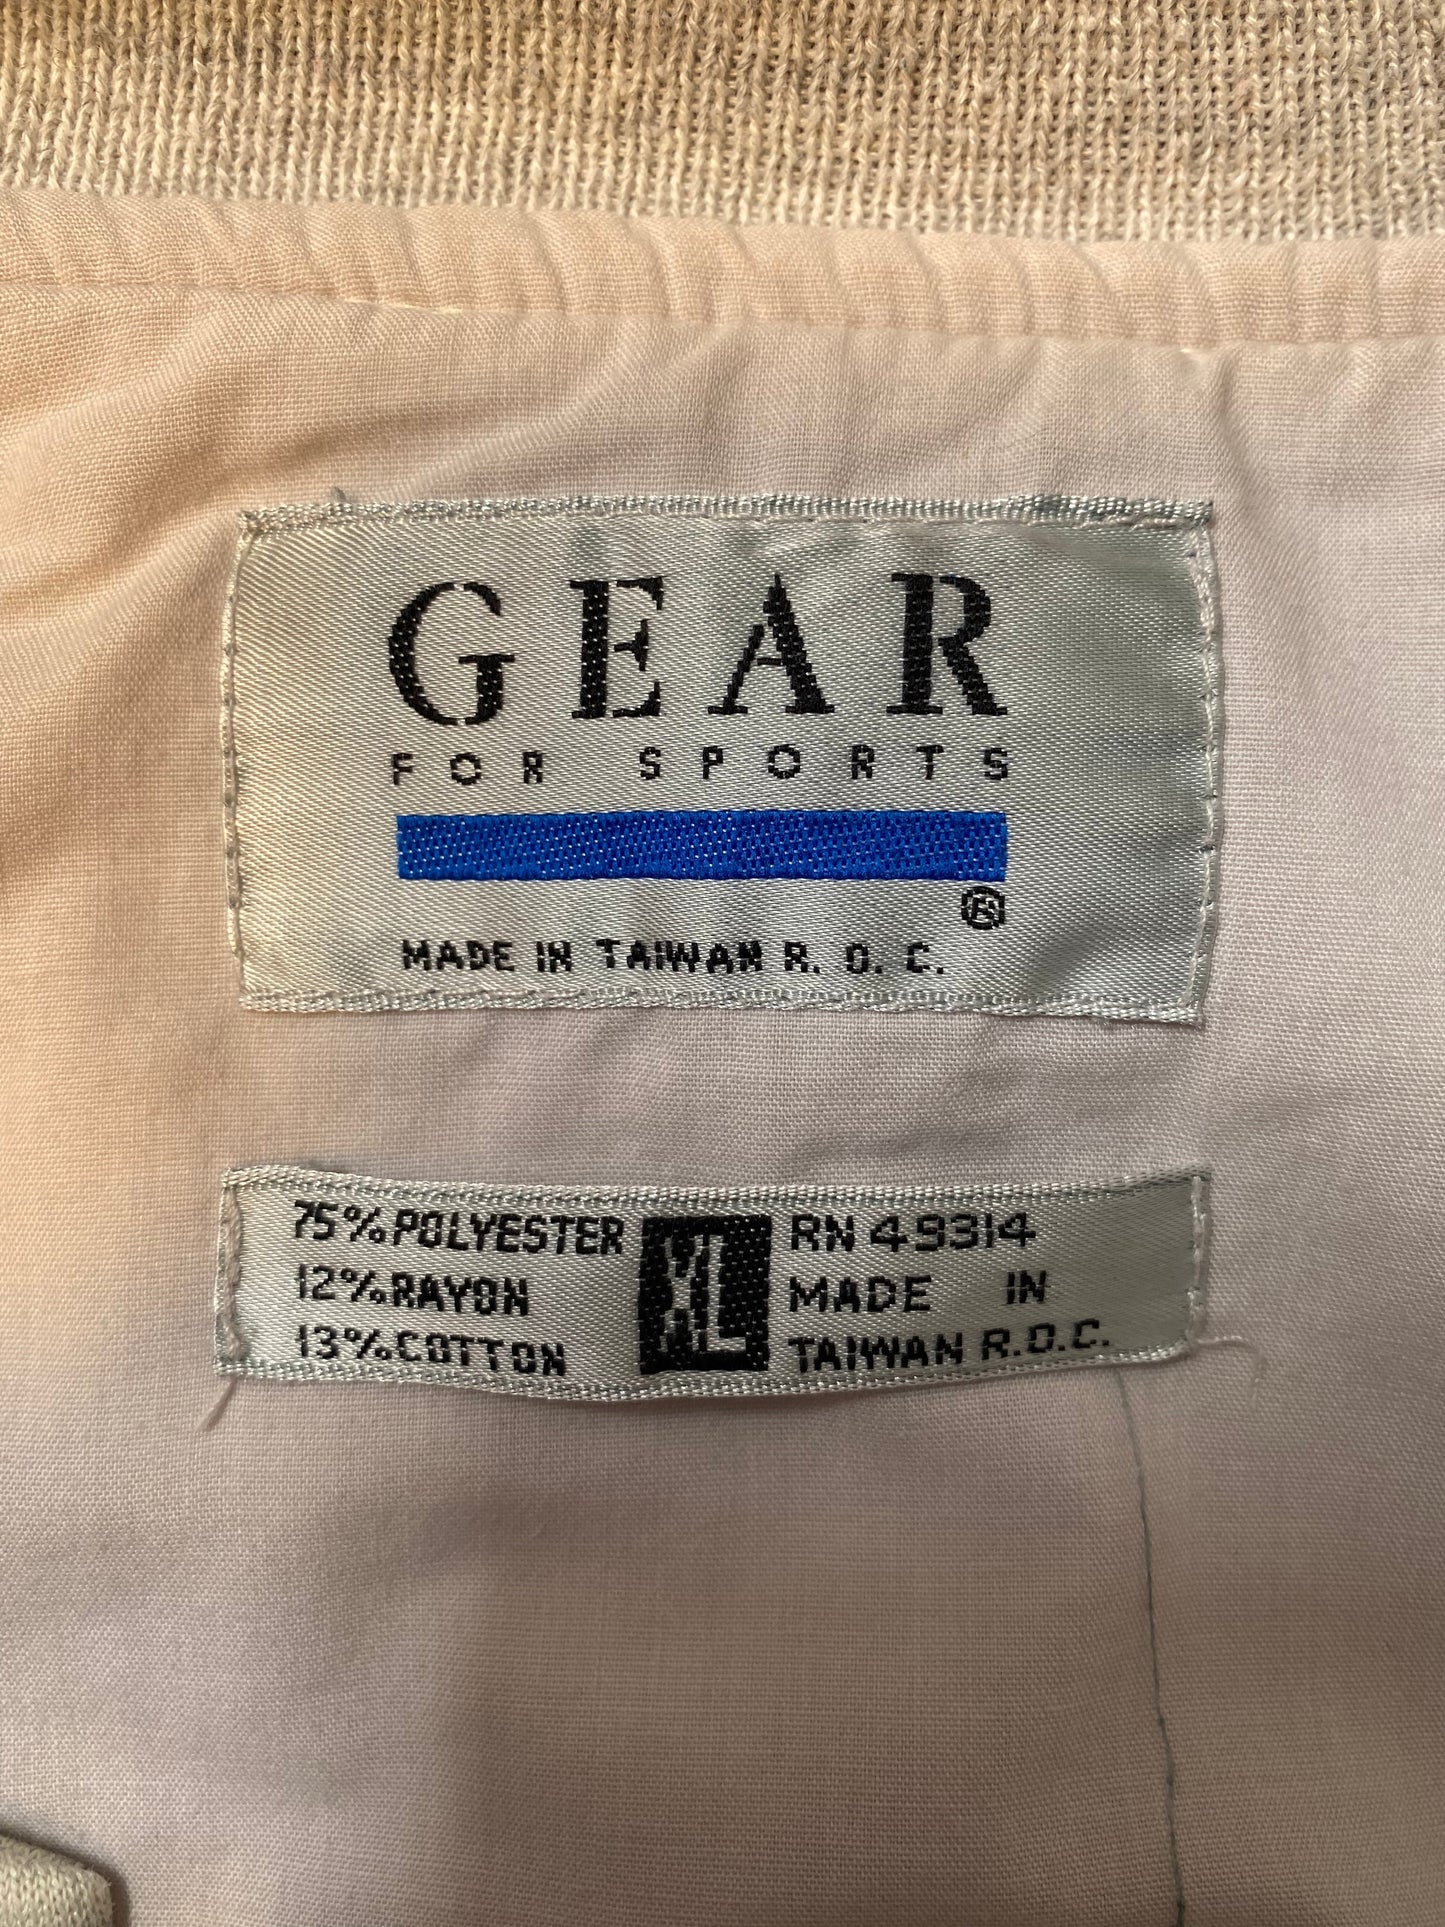 GEAR
FOR SPORTS
®
MADE IN TAIWAN R. O. C.
75% POLYESTER
12% RAYON
13% COTTON
XL
RN 49314
MADE IN
TAIWAN R.O.C.